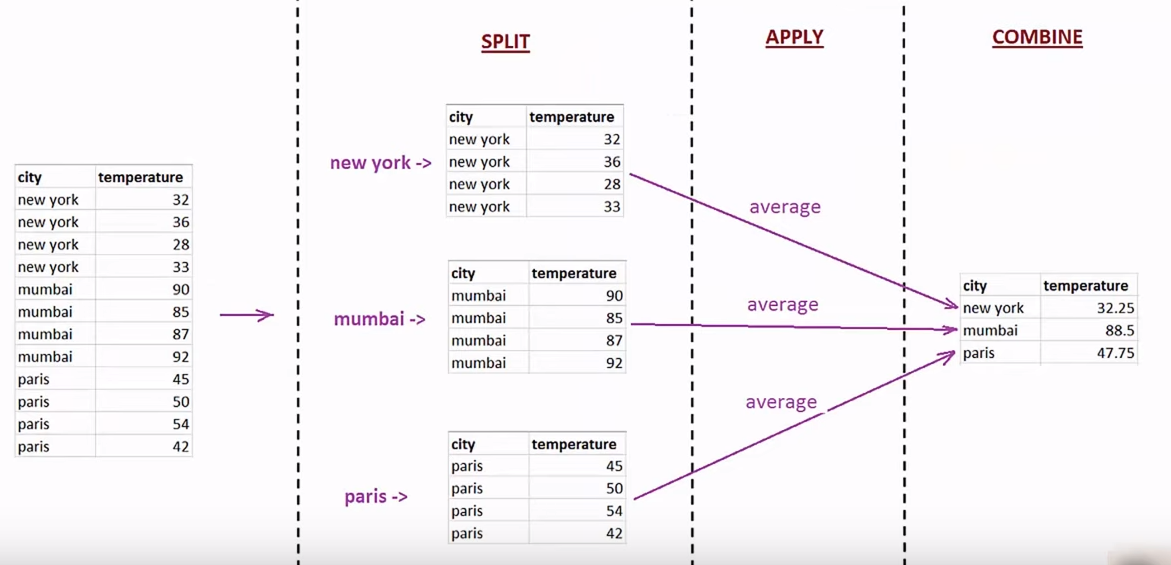 SPLIT
APPLY
COMBINE
city temperature
new york 32
new york 36
new york 28
new york 33
mumbai 90
mumbai 85
mumbai 87
mumbai 92
paris 45
paris 50
paris 54
paris 42
new york ->
city temperature
new york 32
new york 36
new york 28
new york 33
mumbai ->
city temperature
mumbai 90
mumbai 85
mumbai 87
mumbai 92
paris ->
city temperature
paris 45
paris 50
paris 54
paris 42
average
average
average
city temperature
new york 32.25
mumbai 88.5
paris 47.75